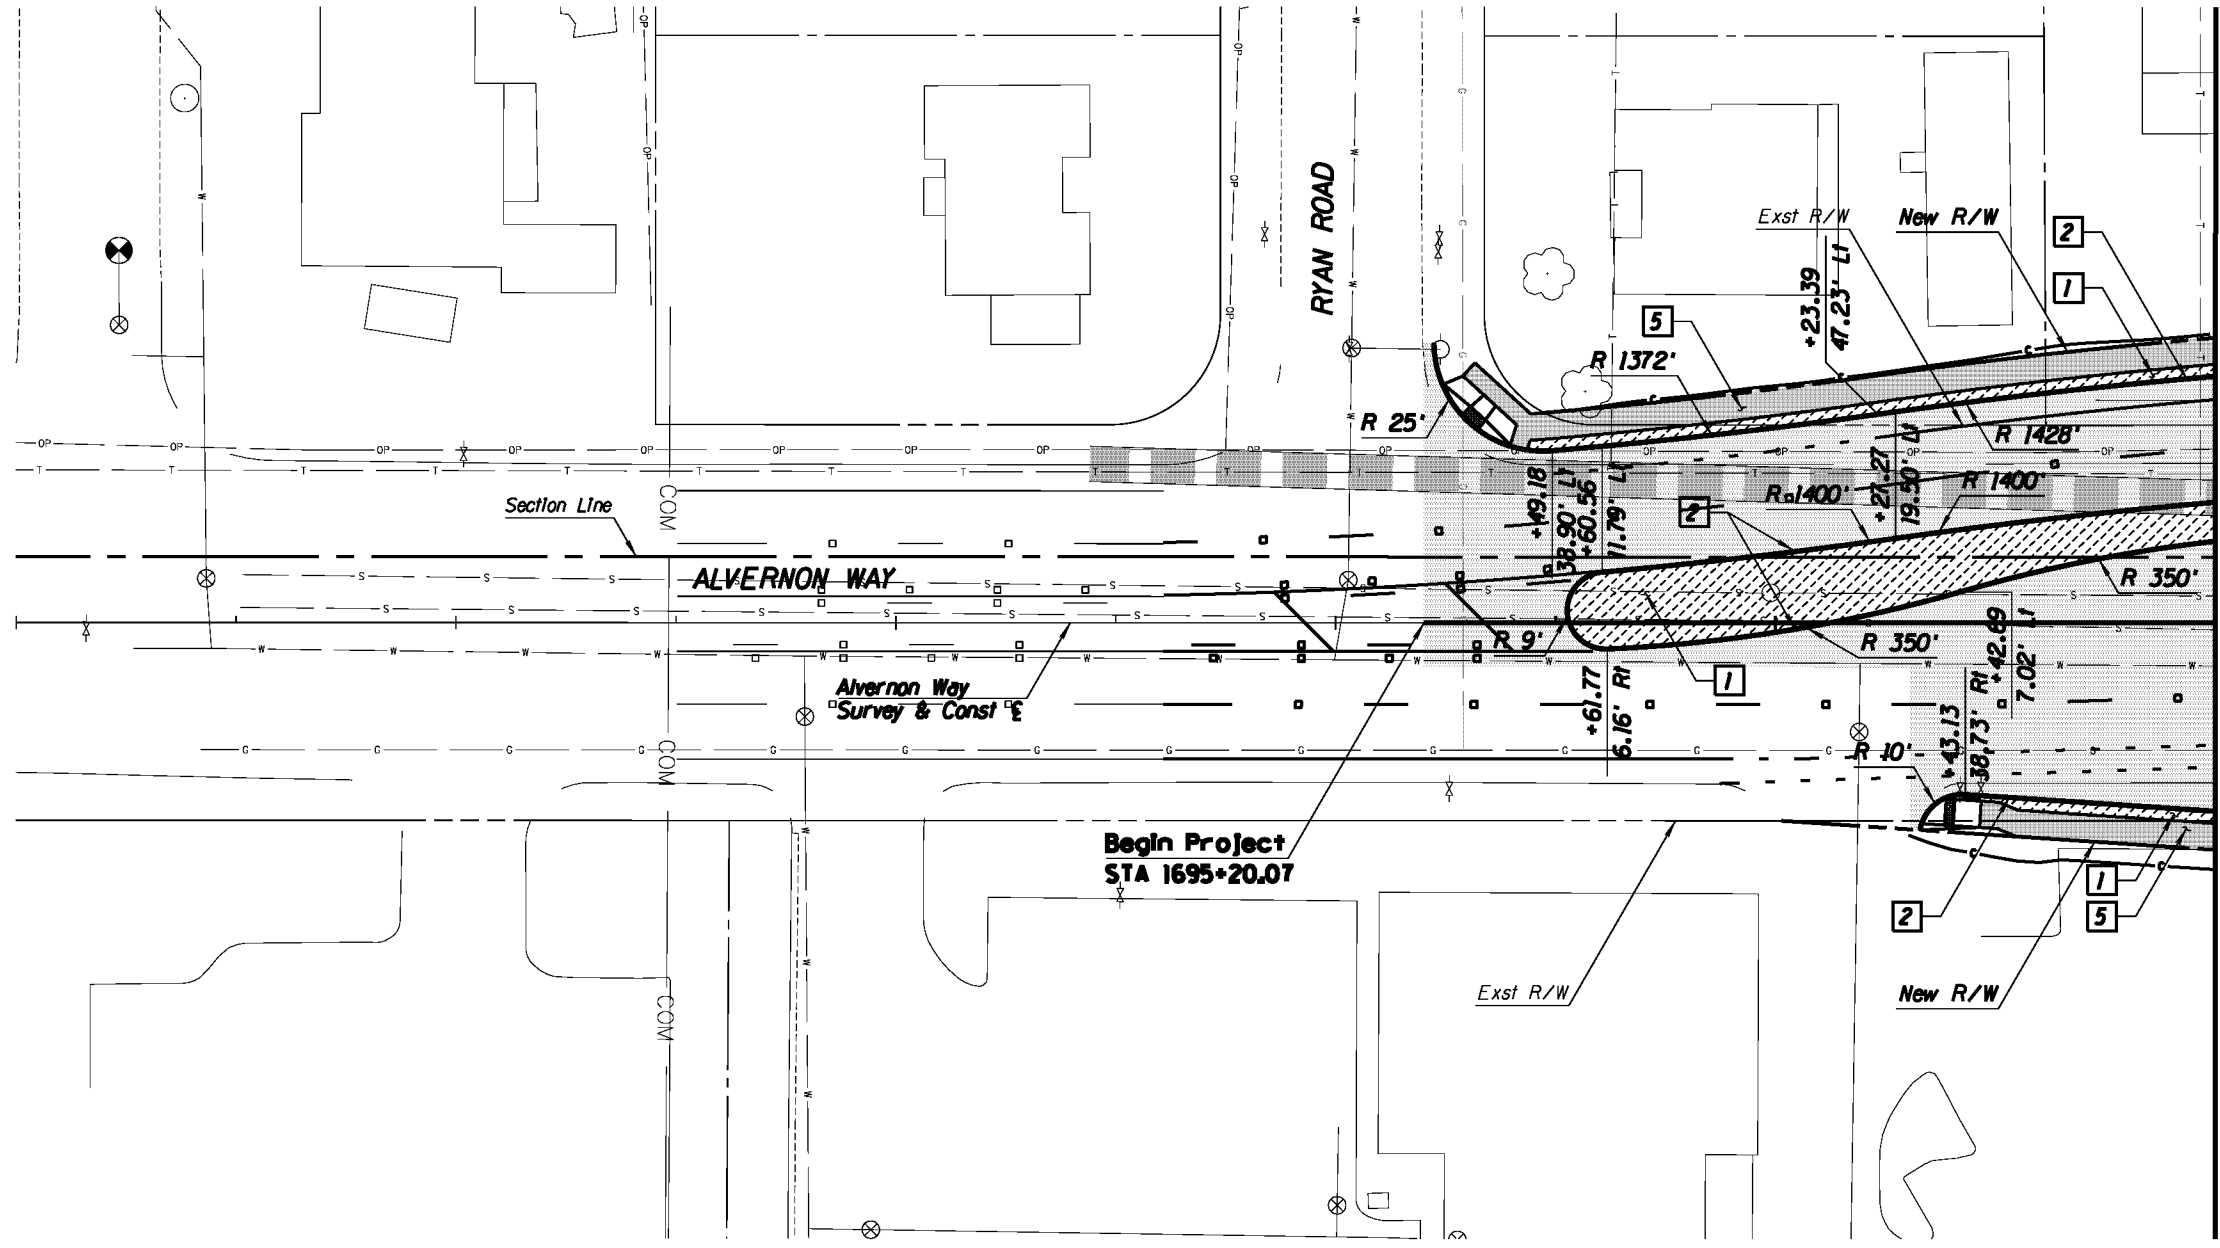 RYAN ROAD
Exst R/W
New R/W
2
1
+23.39
47.23' Lt
5
R 1372'
R 25'
R 1428'
R 1400'
R 1400'
+27.27
19.50' Lt
2
+49.18
38.90' Lt
+60.56
11.79' Lt
Section Line
COM
ALVERNON WAY
R 350'
R 9'
R 350'
+42.69
7.02' Lt
1
Alvernon Way
Survey & Const ℄
+61.77
6.16' Rt
+43.13
38.73' Rt
R 10'
COM
Begin Project
STA 1695+20.07
1
2
5
Exst R/W
New R/W
COM
OP
T
S
W
G
C